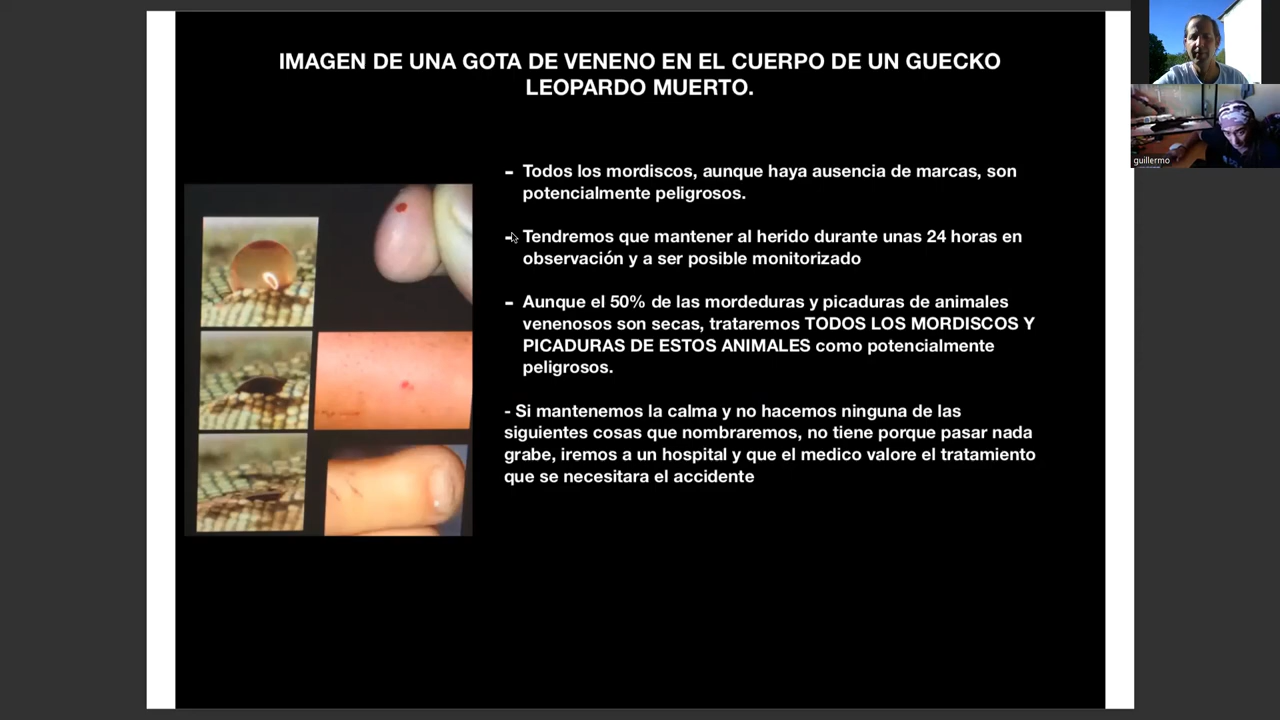 IMAGEN DE UNA GOTA DE VENENO EN EL CUERPO DE UN GUECKO
LEOPARDO MUERTO.
- Todos los mordiscos, aunque haya ausencia de marcas, son
potencialmente peligrosos.
- Tendremos que mantener al herido durante unas 24 horas en
observación y a ser posible monitorizado
- Aunque el 50% de las mordeduras y picaduras de animales
venenosos son secas, trataremos TODOS LOS MORDISCOS Y
PICADURAS DE ESTOS ANIMALES como potencialmente
peligrosos.
- Si mantenemos la calma y no hacemos ninguna de las
siguientes cosas que nombraremos, no tiene porque pasar nada
grabe, iremos a un hospital y que el medico valore el tratamiento
que se necesitara el accidente
guillermo